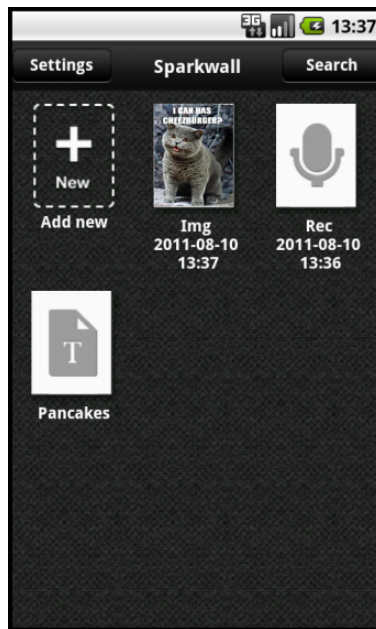 3G 13:37
Settings Sparkwall Search
I CAN HAS
CHEEZBURGER?
New
Add new
Img
2011-08-10
13:37
Rec
2011-08-10
13:36
T
Pancakes